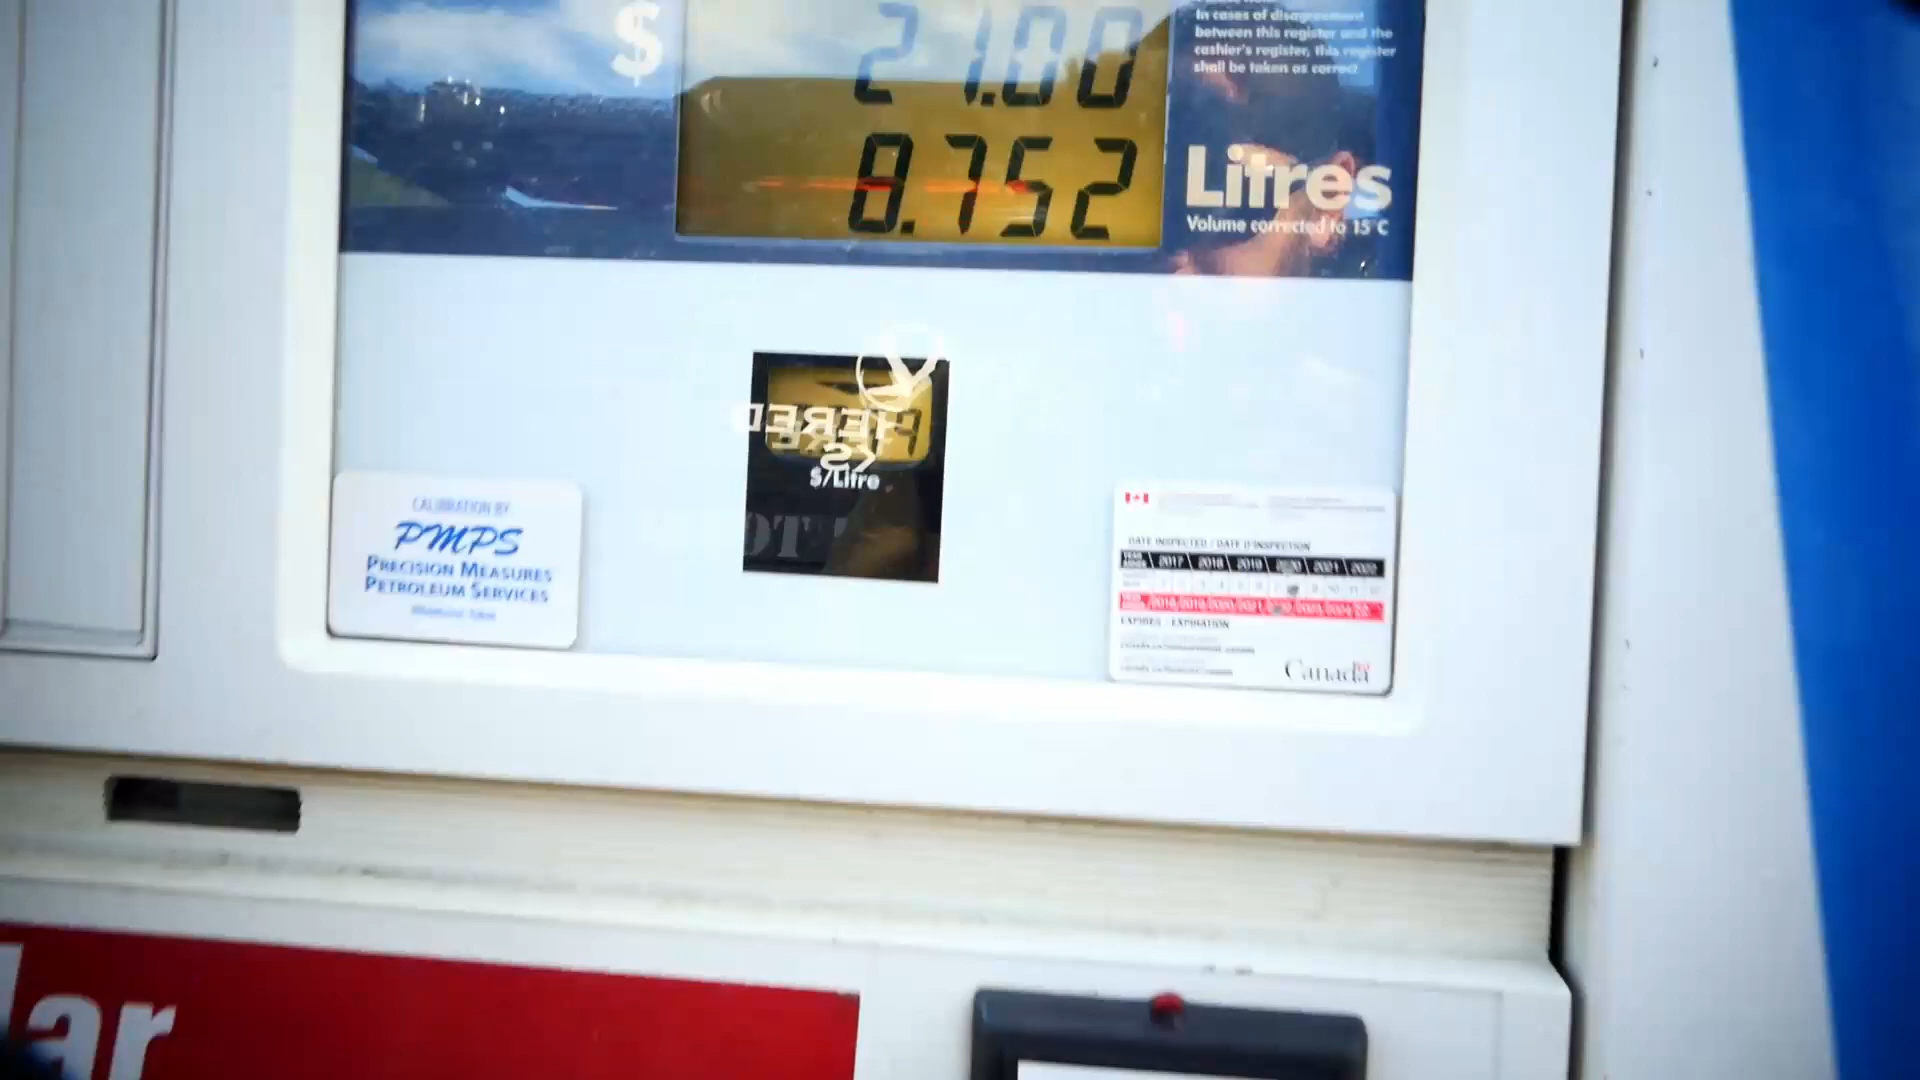 In cases of disagreement
between this register and the
cashier's register, this register
shall be taken as correct
$
21.00
8.752
Litres
Volume corrected to 15°C
$/Litre
CALIBRATION BY
PMPS
PRECISION MEASURES
PETROLEUM SERVICES
DATE INSPECTED / DATE D'INSPECTION
2017 2018 2019 2020 2021 2022
EXPIRES - EXPIRATION
Canada
lar